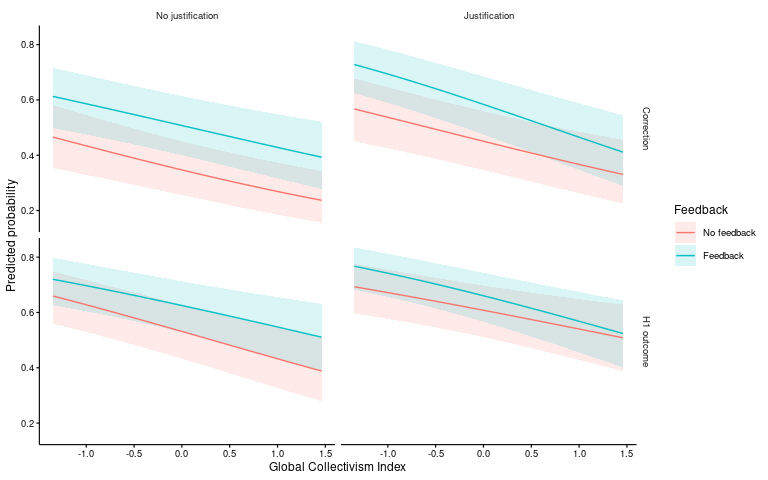 No justification
Justification
0.8
0.6
0.4
0.2
Correction
0.8
0.6
0.4
0.2
H1 outcome
Predicted probability
-1.0 -0.5 0.0 0.5 1.0 1.5
-1.0 -0.5 0.0 0.5 1.0 1.5
Global Collectivism Index
Feedback
No feedback
Feedback